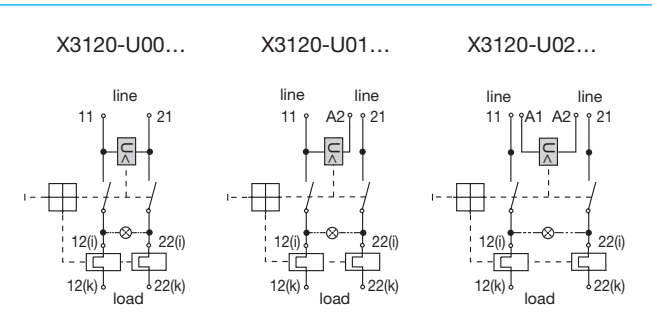 X3120-U00... X3120-U01... X3120-U02...
line line line line line
11 21 11 A2 21 11 A1 A2 21
U< U< U<
12(i) 22(i) 12(i) 22(i) 12(i) 22(i)
12(k) 22(k) 12(k) 22(k) 12(k) 22(k)
load load load